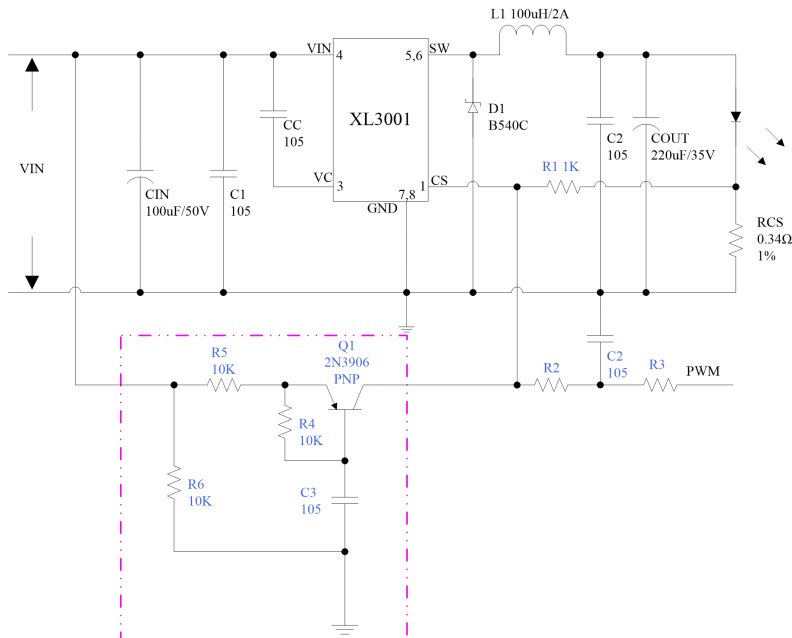 L1 100uH/2A
VIN
4
5,6
SW
XL3001
D1
B540C
CC
105
C2
105
COUT
220uF/35V
VIN
R1 1K
VC
3
1
CS
7,8
GND
CIN
100uF/50V
C1
105
RCS
0.34Ω
1%
Q1
2N3906
PNP
R5
10K
C2
105
R2
R3
PWM
R4
10K
R6
10K
C3
105